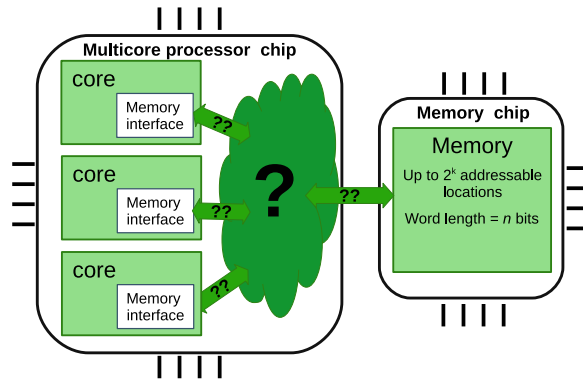 Multicore processor chip
core
Memory
interface
??
core
Memory
interface
??
core
Memory
interface
??
?
??
Memory chip
Memory
Up to 2ᵏ addressable
locations
Word length = n bits